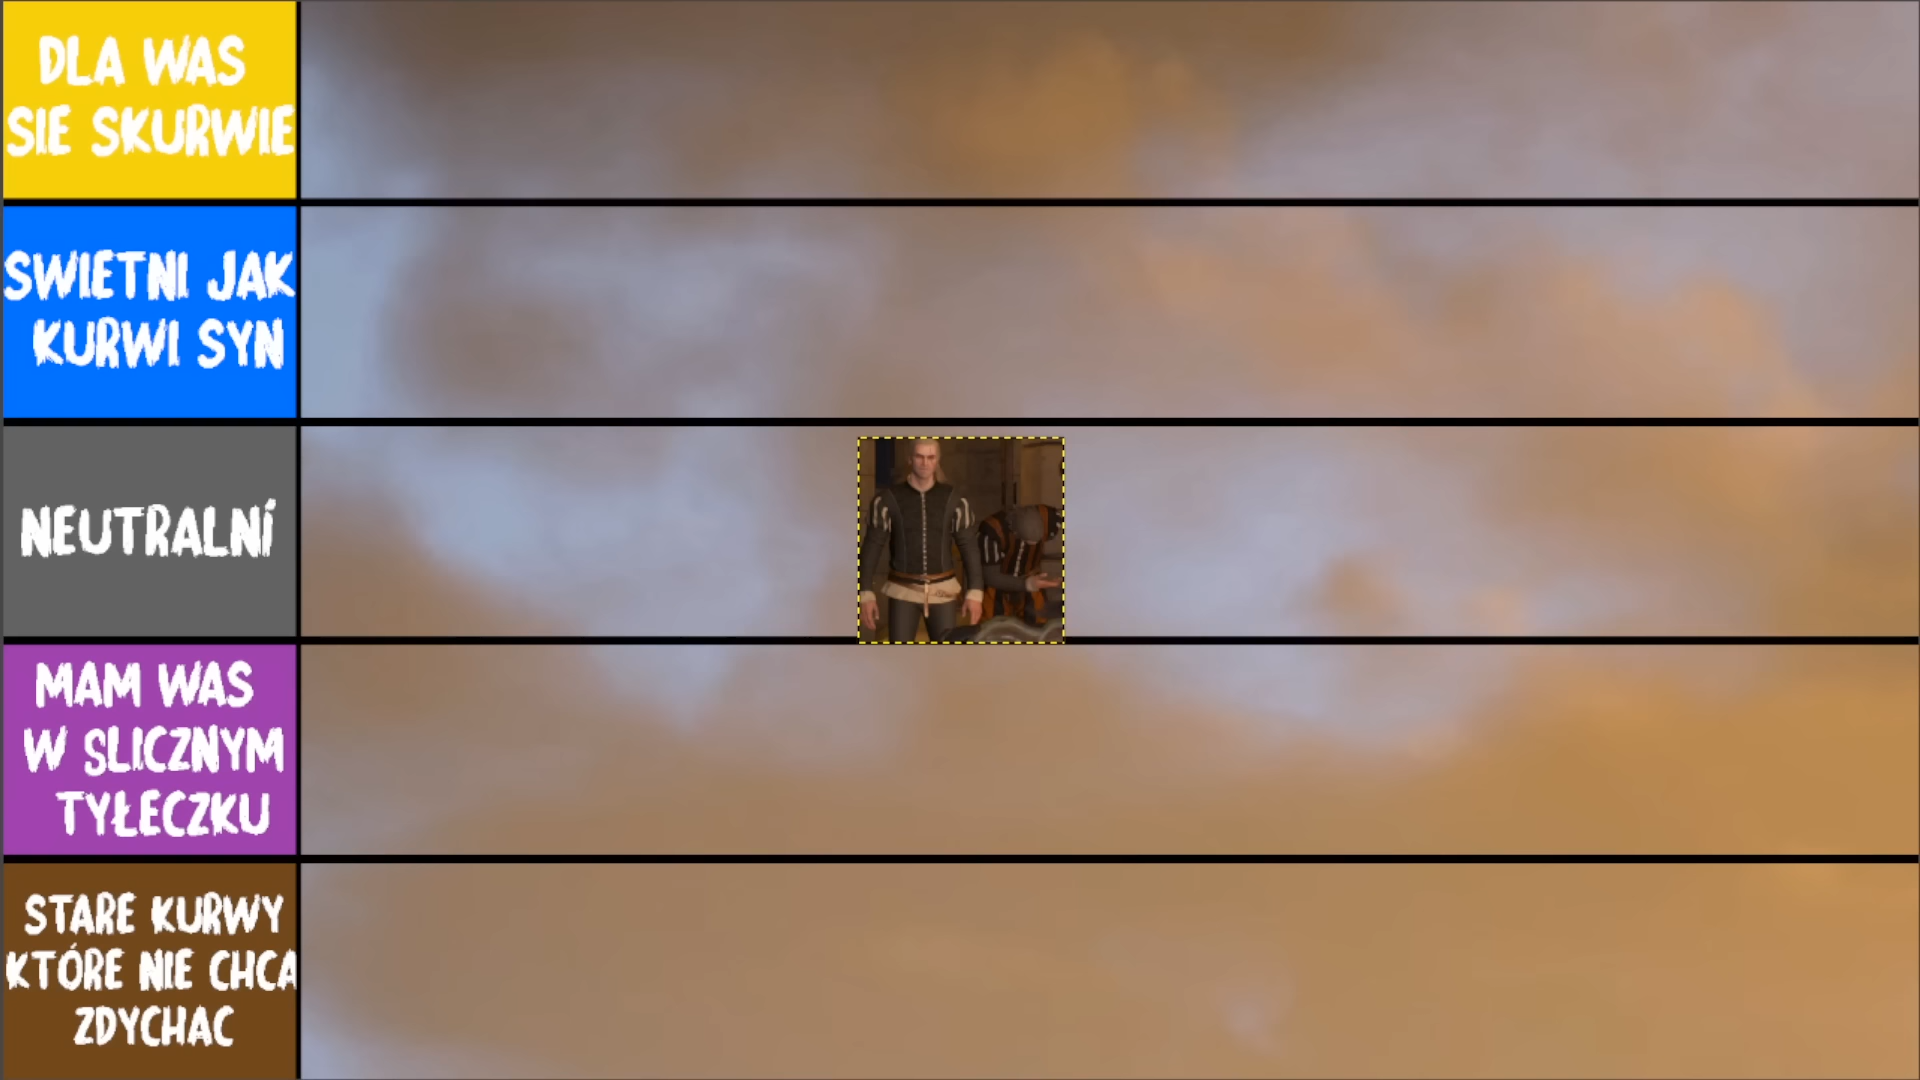 DLA WAS
SIE SKURWIE
SWIETNI JAK
KURWI SYN
NEUTRALNÍ
MAM WAS
W SLICZNYM
TYŁECZKU
STARE KURWY
KTÓRE NIE CHCA
ZDYCHAC